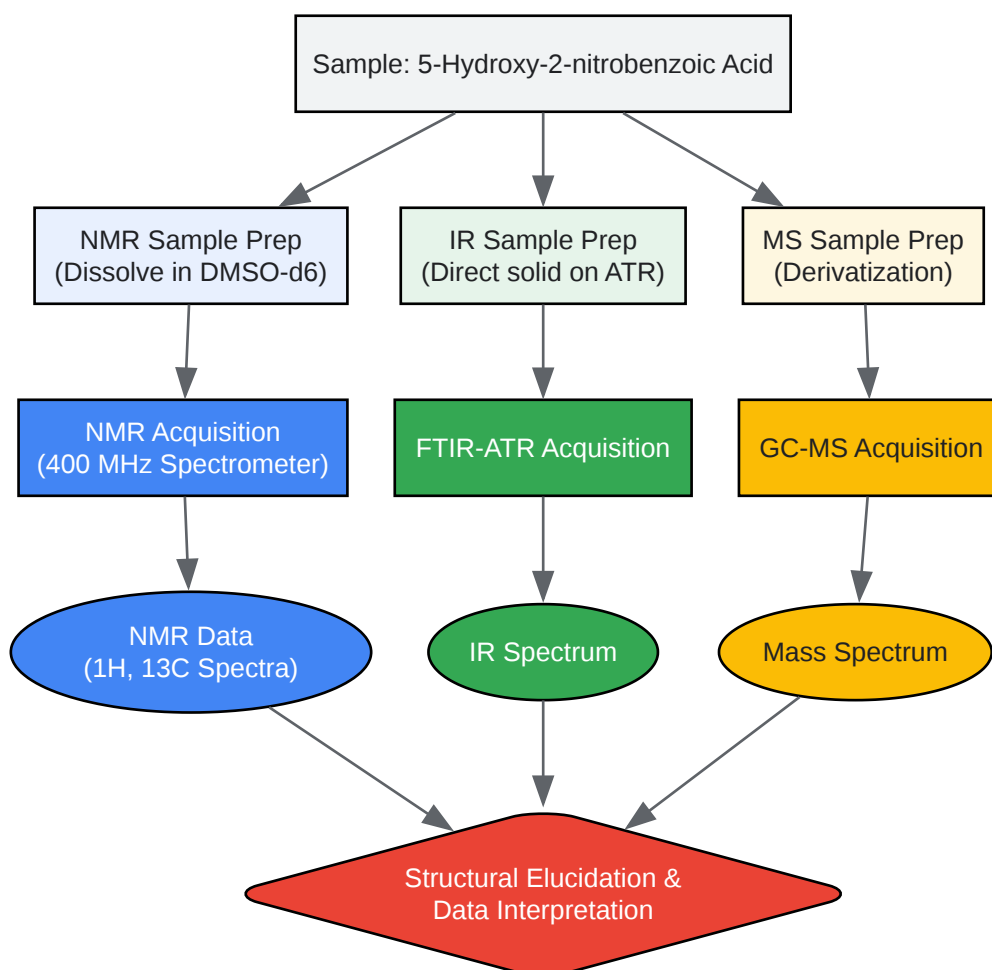 Sample: 5-Hydroxy-2-nitrobenzoic Acid
NMR Sample Prep
(Dissolve in DMSO-d6)
IR Sample Prep
(Direct solid on ATR)
MS Sample Prep
(Derivatization)
NMR Acquisition
(400 MHz Spectrometer)
FTIR-ATR Acquisition
GC-MS Acquisition
NMR Data
(1H, 13C Spectra)
IR Spectrum
Mass Spectrum
Structural Elucidation &
Data Interpretation